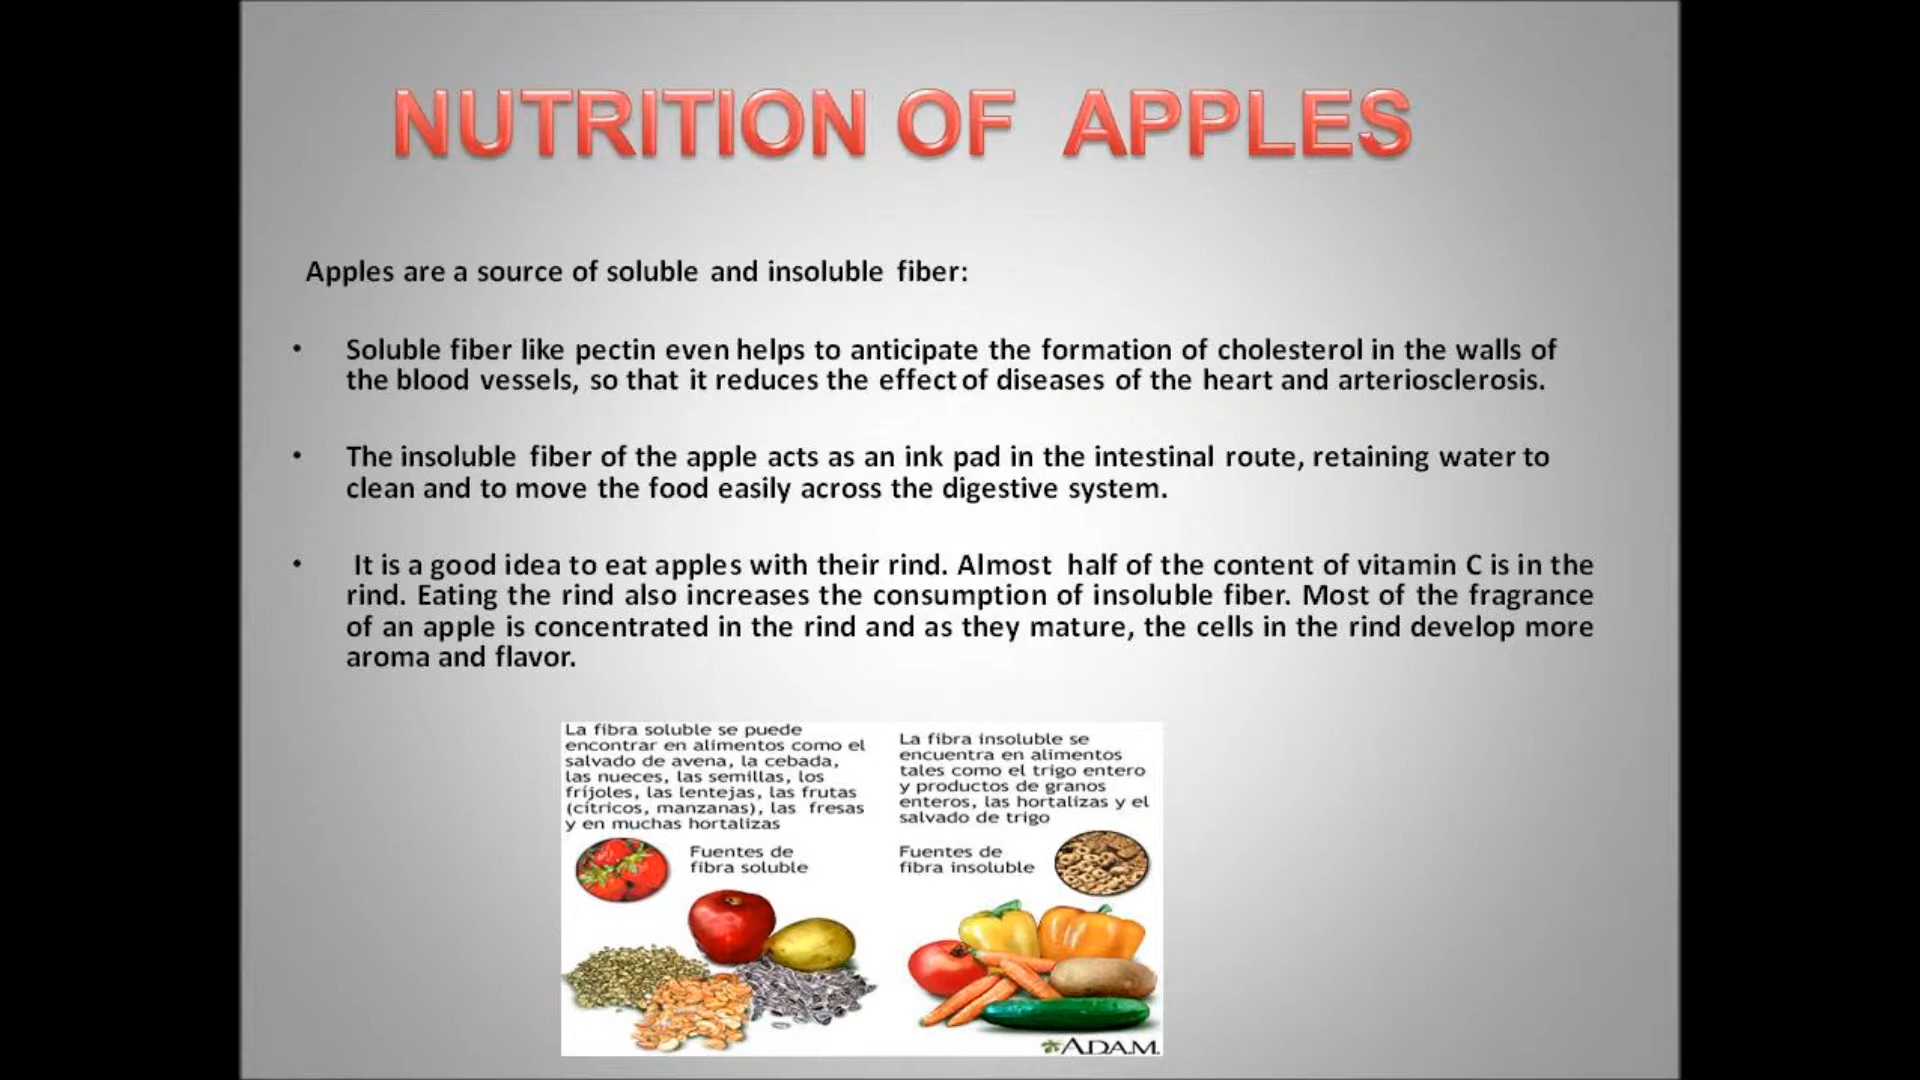 NUTRITION OF APPLES
Apples are a source of soluble and insoluble fiber:
• Soluble fiber like pectin even helps to anticipate the formation of cholesterol in the walls of
the blood vessels, so that it reduces the effect of diseases of the heart and arteriosclerosis.
• The insoluble fiber of the apple acts as an ink pad in the intestinal route, retaining water to
clean and to move the food easily across the digestive system.
• It is a good idea to eat apples with their rind. Almost half of the content of vitamin C is in the
rind. Eating the rind also increases the consumption of insoluble fiber. Most of the fragrance
of an apple is concentrated in the rind and as they mature, the cells in the rind develop more
aroma and flavor.
La fibra soluble se puede
encontrar en alimentos como el
salvado de avena, la cebada,
las nueces, las semillas, los
fríjoles, las lentejas, las frutas
(cítricos, manzanas), las fresas
y en muchas hortalizas
Fuentes de
fibra soluble
La fibra insoluble se
encuentra en alimentos
tales como el trigo entero
y productos de granos
enteros, las hortalizas y el
salvado de trigo
Fuentes de
fibra insoluble
A.D.A.M.